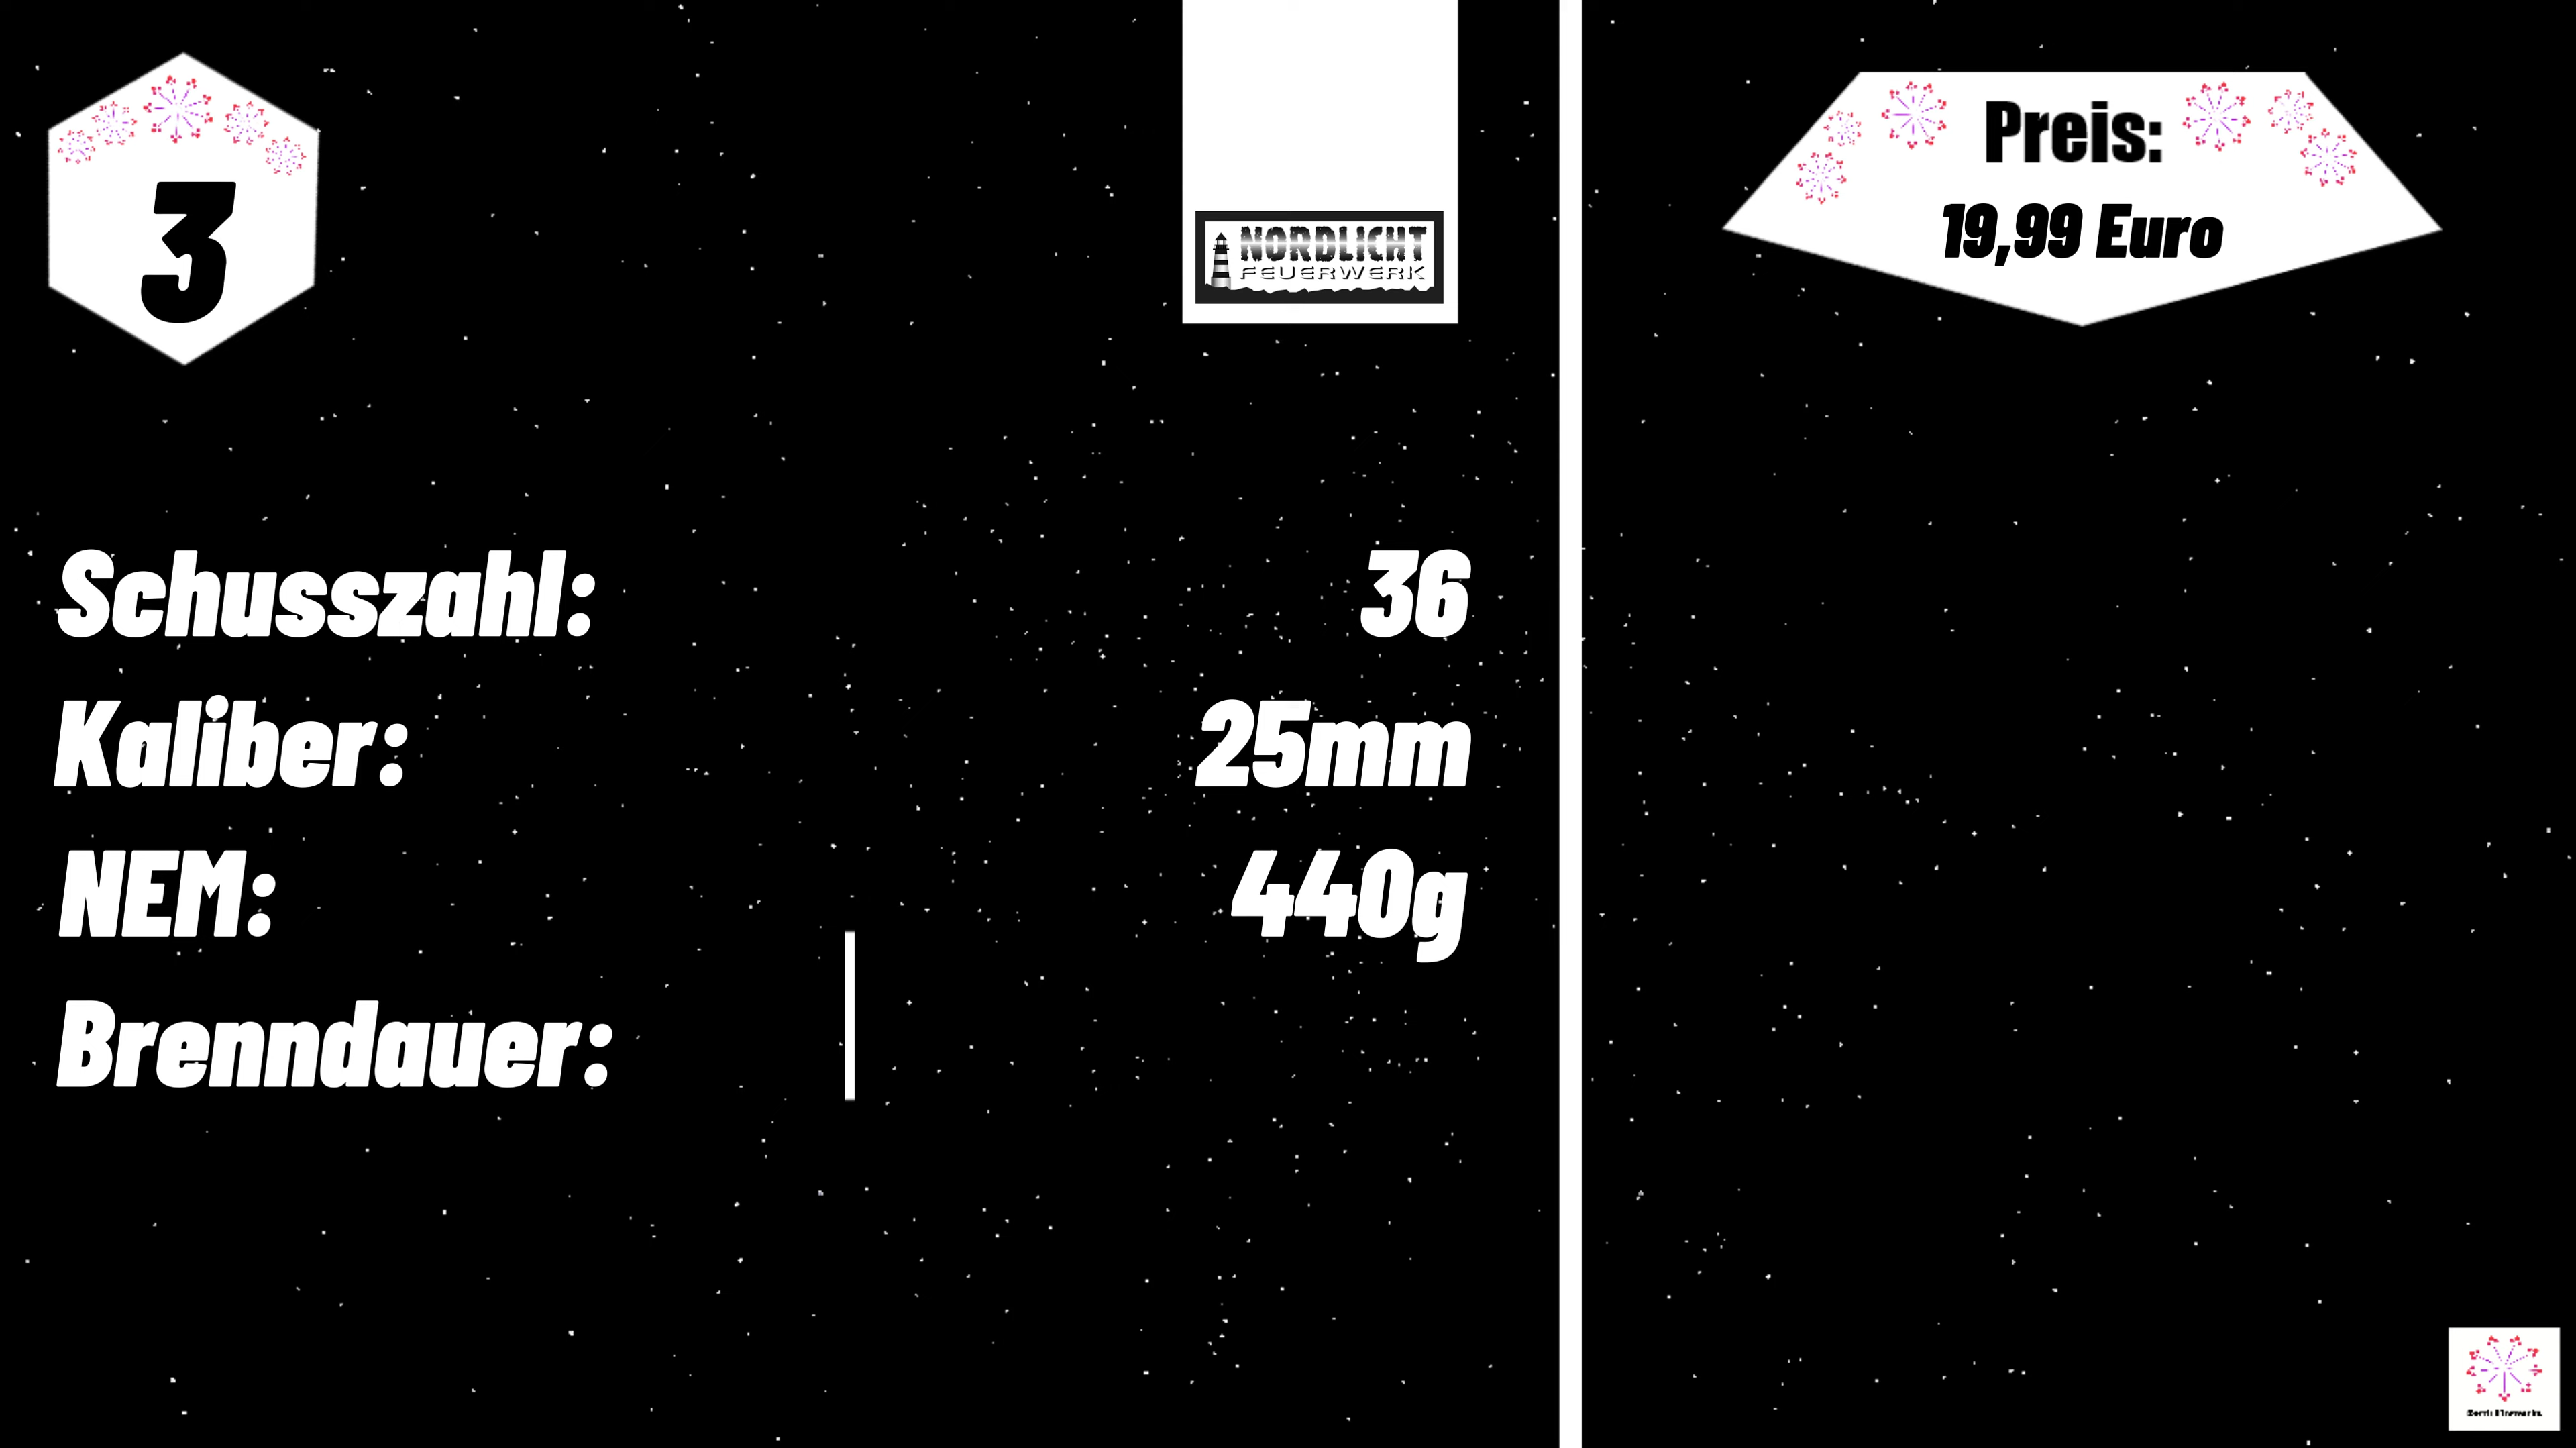 3
NORDLICHT
FEUERWERK
Preis:
19,99 Euro
Schusszahl: 36
Kaliber: 25mm
NEM: 440g
Brenndauer: